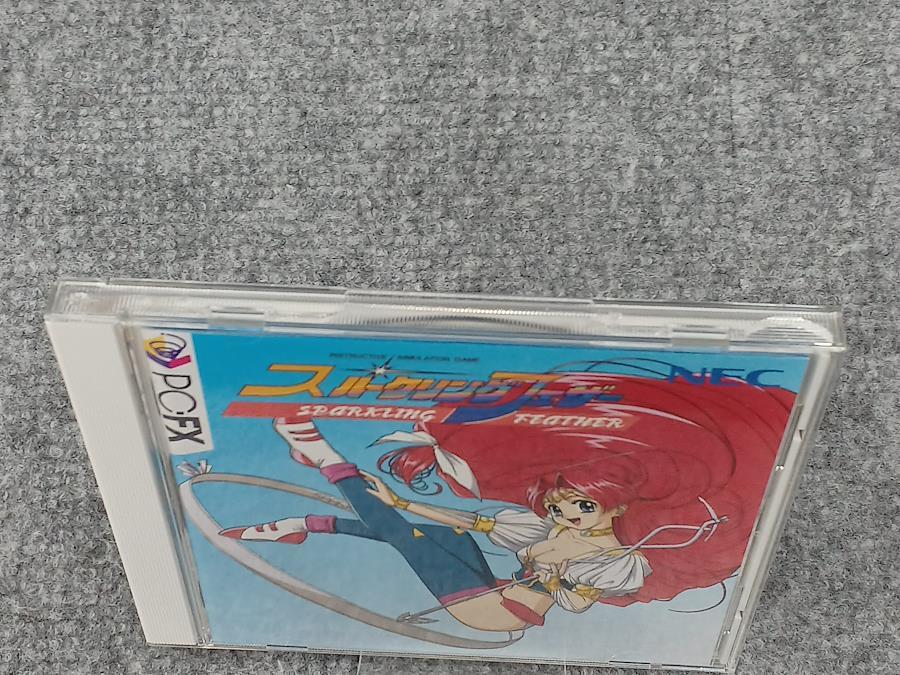 INSTRUCTIVE SIMULATION GAME
スパークリングフェザー
SPARKLING FEATHER
NEC
PC-FX